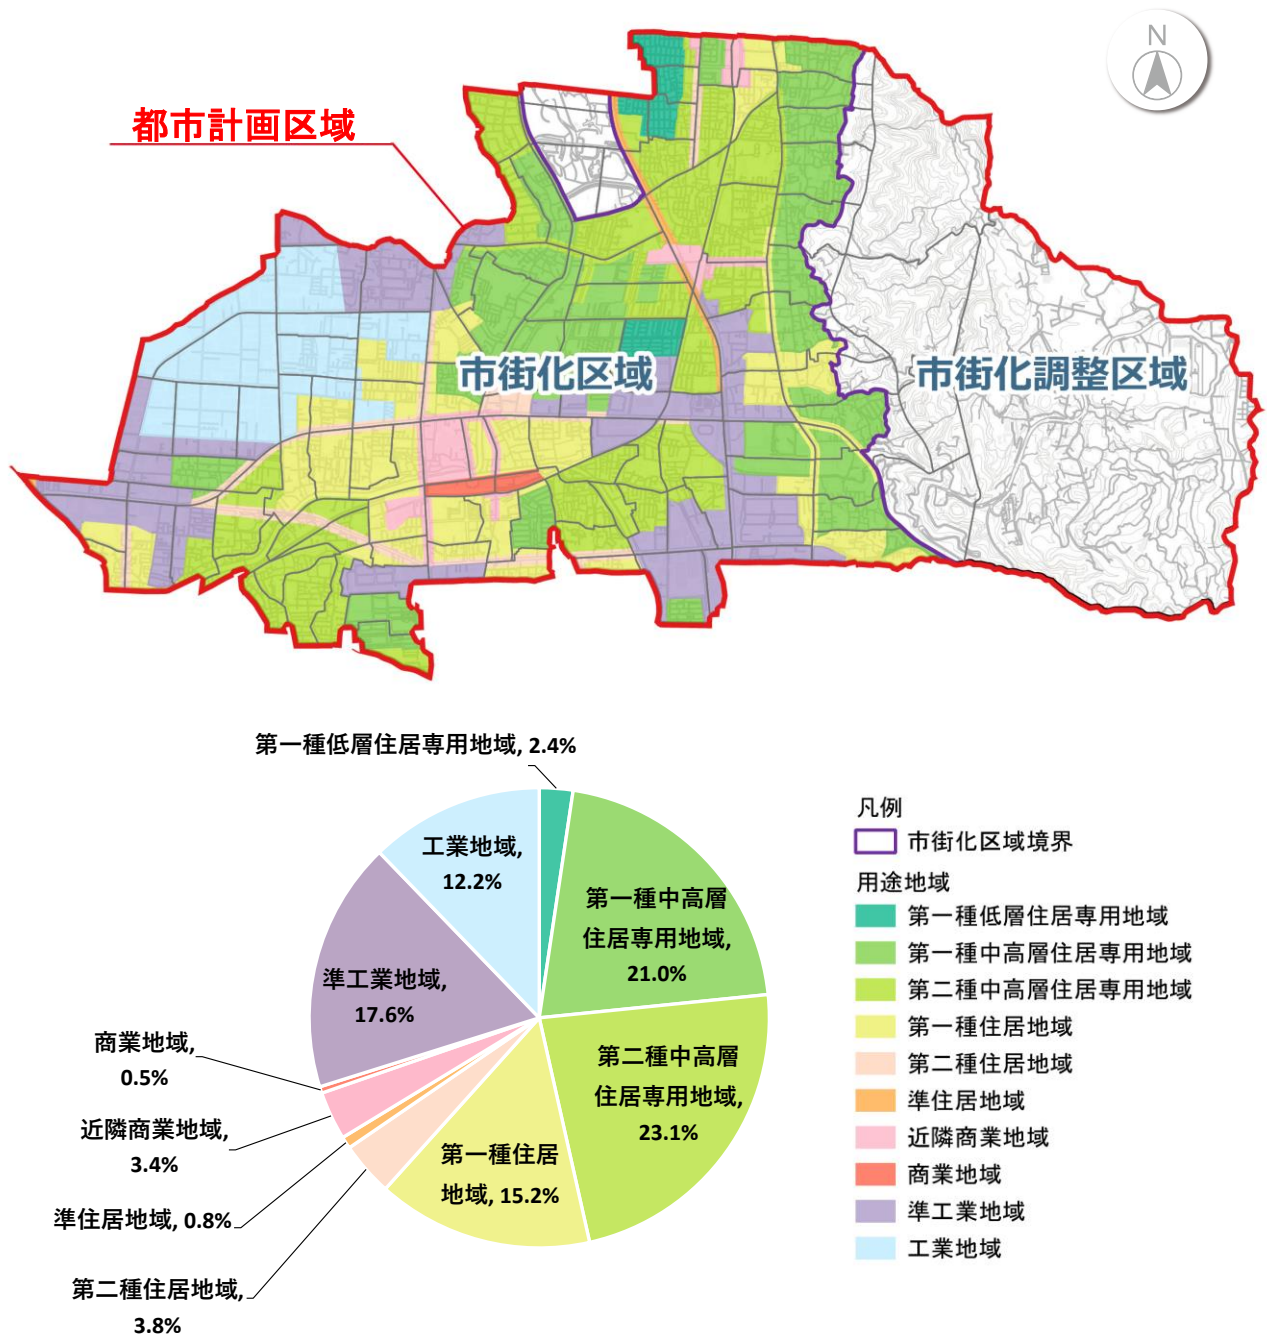 N
都市計画区域
市街化区域
市街化調整区域
第一種低層住居専用地域, 2.4%
工業地域,
12.2%
第一種中高層
住居専用地域,
21.0%
準工業地域,
17.6%
商業地域,
0.5%
第二種中高層
住居専用地域,
23.1%
近隣商業地域,
3.4%
第一種住居
地域, 15.2%
準住居地域, 0.8%
第二種住居地域,
3.8%
凡例
市街化区域境界
用途地域
第一種低層住居専用地域
第一種中高層住居専用地域
第二種中高層住居専用地域
第一種住居地域
第二種住居地域
準住居地域
近隣商業地域
商業地域
準工業地域
工業地域